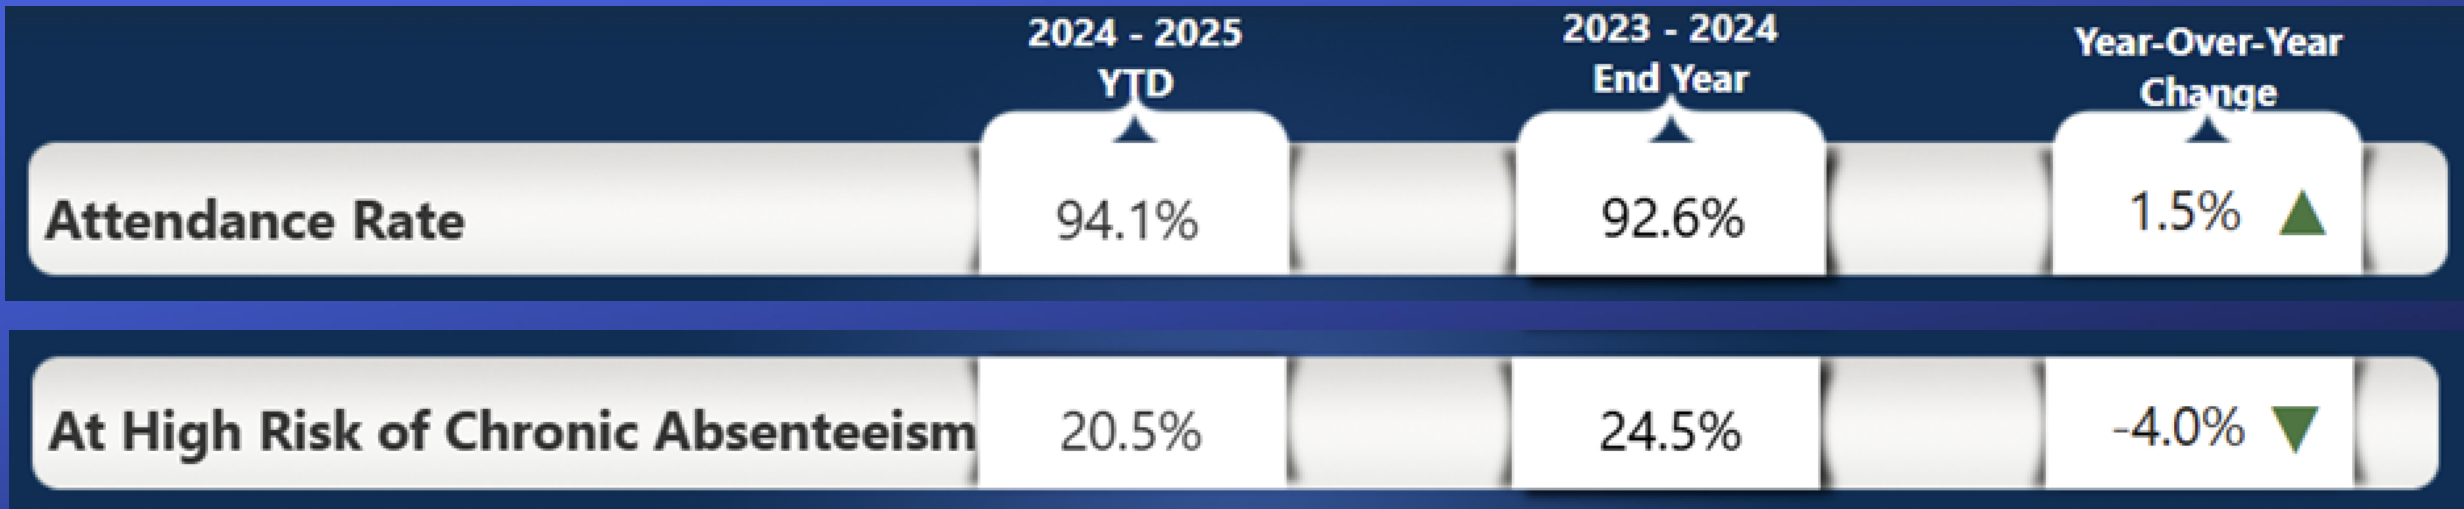 2024 - 2025
YTD
2023 - 2024
End Year
Year-Over-Year
Change
Attendance Rate
94.1%
92.6%
1.5% ▲
At High Risk of Chronic Absenteeism
20.5%
24.5%
-4.0% ▼